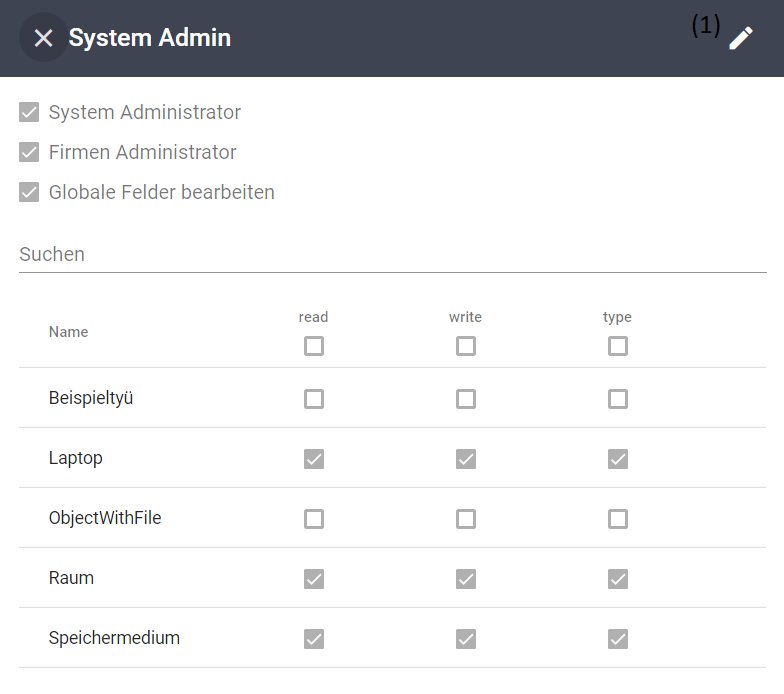 System Admin (1)
System Administrator
Firmen Administrator
Globale Felder bearbeiten
Suchen
Name read write type
Beispieltyü
Laptop
ObjectWithFile
Raum
Speichermedium